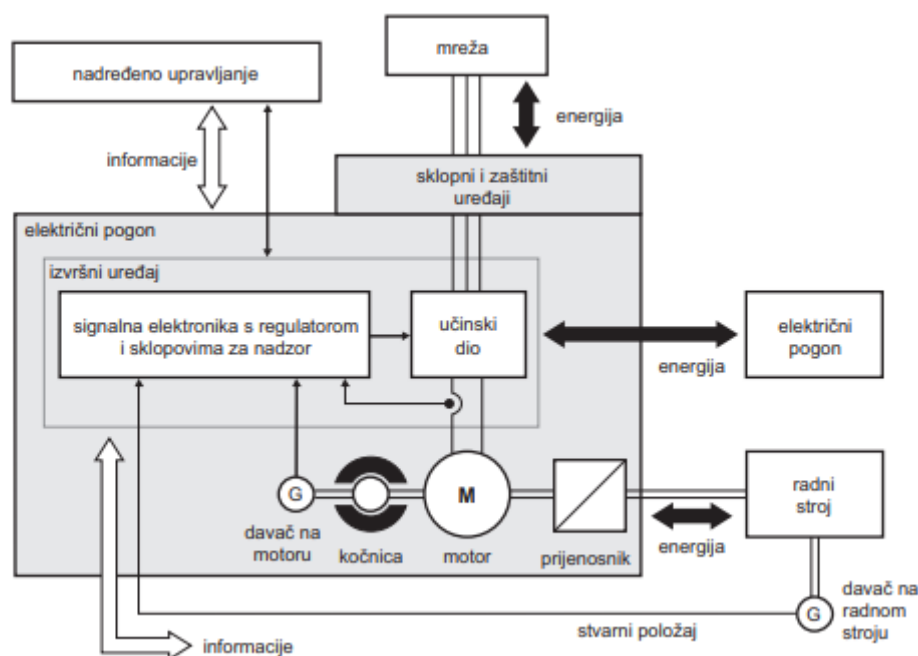 mreža
nadređeno upravljanje
energija
informacije
sklopni i zaštitni
uređaji
električni pogon
izvršni uređaj
signalna elektronika s regulatorom
i sklopovima za nadzor
učinski
dio
električni
pogon
energija
G
M
radni
stroj
davač na
motoru
kočnica
motor
prijenosnik
energija
G
davač na
radnom
stroju
stvarni položaj
informacije